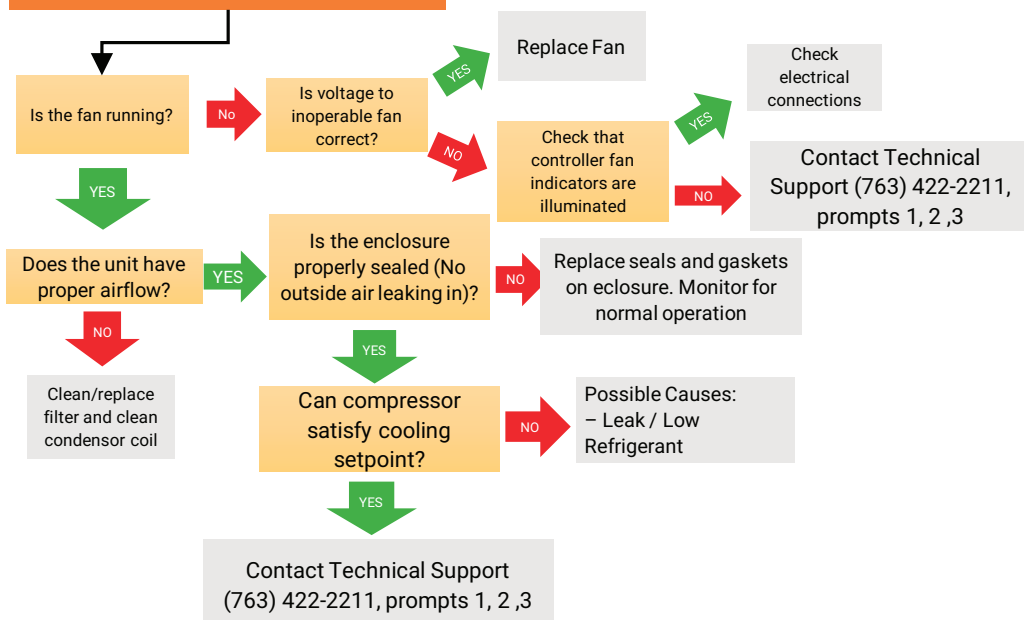 Is the fan running?
No
Is voltage to
inoperable fan
correct?
YES
Replace Fan
NO
Check that
controller fan
indicators are
illuminated
YES
Check
electrical
connections
NO
Contact Technical
Support (763) 422-2211,
prompts 1, 2 ,3
YES
Does the unit have
proper airflow?
YES
Is the enclosure
properly sealed (No
outside air leaking in)?
NO
Replace seals and gaskets
on eclosure. Monitor for
normal operation
NO
Clean/replace
filter and clean
condensor coil
YES
Can compressor
satisfy cooling
setpoint?
NO
Possible Causes:
– Leak / Low
Refrigerant
YES
Contact Technical Support
(763) 422-2211, prompts 1, 2 ,3